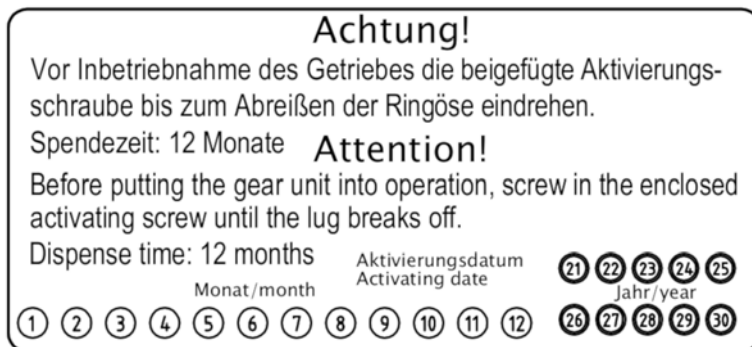 Achtung!
Vor Inbetriebnahme des Getriebes die beigefügte Aktivierungs-
schraube bis zum Abreißen der Ringöse eindrehen.
Spendezeit: 12 Monate
Attention!
Before putting the gear unit into operation, screw in the enclosed
activating screw until the lug breaks off.
Dispense time: 12 months
Aktivierungsdatum
Activating date
Monat/month
1 2 3 4 5 6 7 8 9 10 11 12
21 22 23 24 25
Jahr/year
26 27 28 29 30